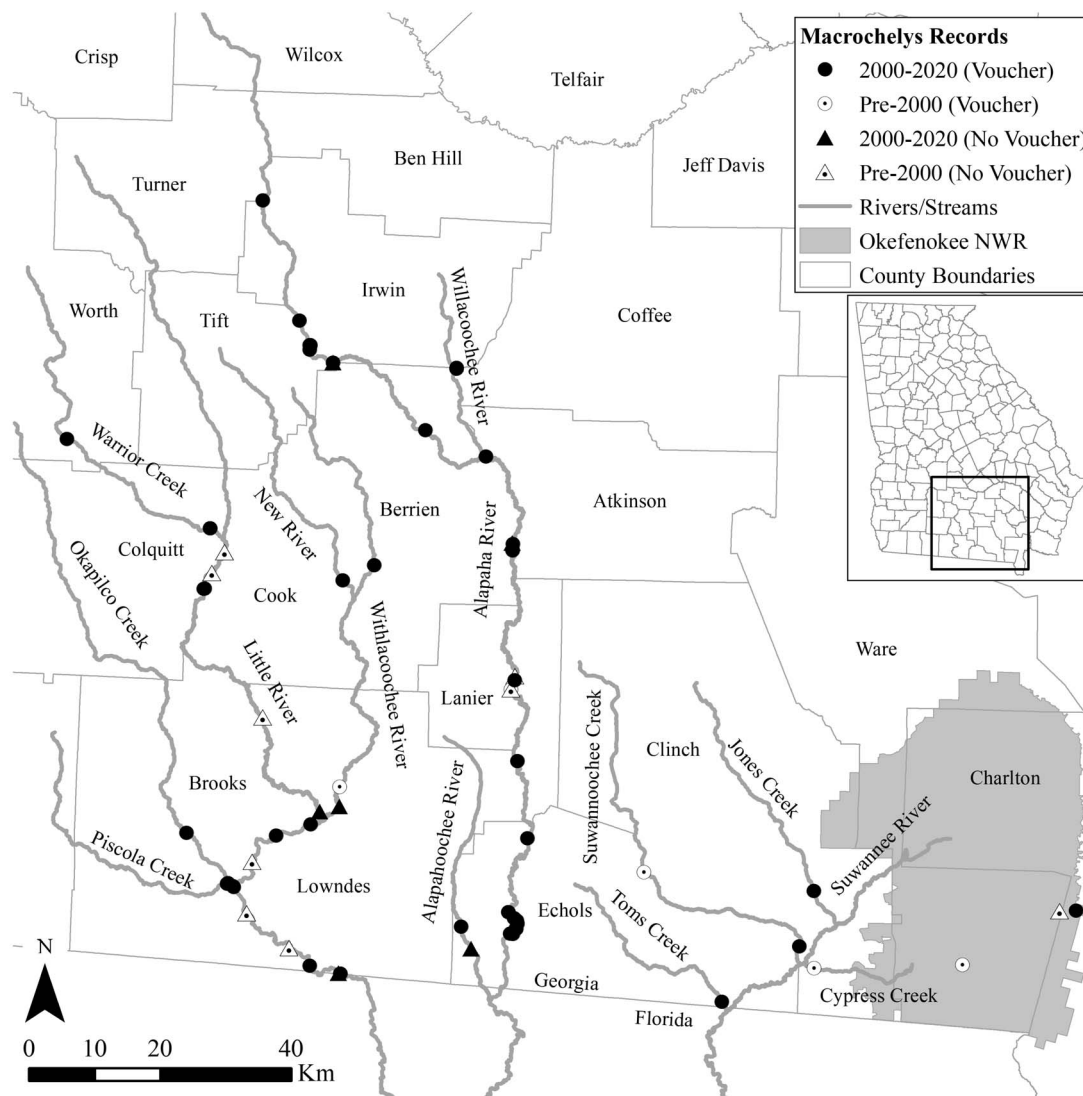 Macrochelys Records
2000-2020 (Voucher)
Pre-2000 (Voucher)
2000-2020 (No Voucher)
Pre-2000 (No Voucher)
Rivers/Streams
Okefenokee NWR
County Boundaries
Crisp
Wilcox
Telfair
Ben Hill
Jeff Davis
Turner
Irwin
Willacoochee River
Worth
Tift
Coffee
Warrior Creek
New River
Berrien
Alapaha River
Atkinson
Colquitt
Okapilco Creek
Cook
Withlacoochee River
Little River
Lanier
Ware
Suwannoochee Creek
Clinch
Jones Creek
Charlton
Brooks
Alapahoochee River
Suwannee River
Piscola Creek
Lowndes
Echols
Toms Creek
Georgia
Cypress Creek
Florida
N
0 10 20 40
Km